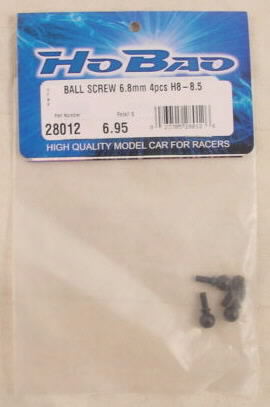 HOBAO
BALL SCREW 6.8mm 4pcs H8-8.5
Part Number Retail $
28012 6.95
HIGH QUALITY MODEL CAR FOR RACERS